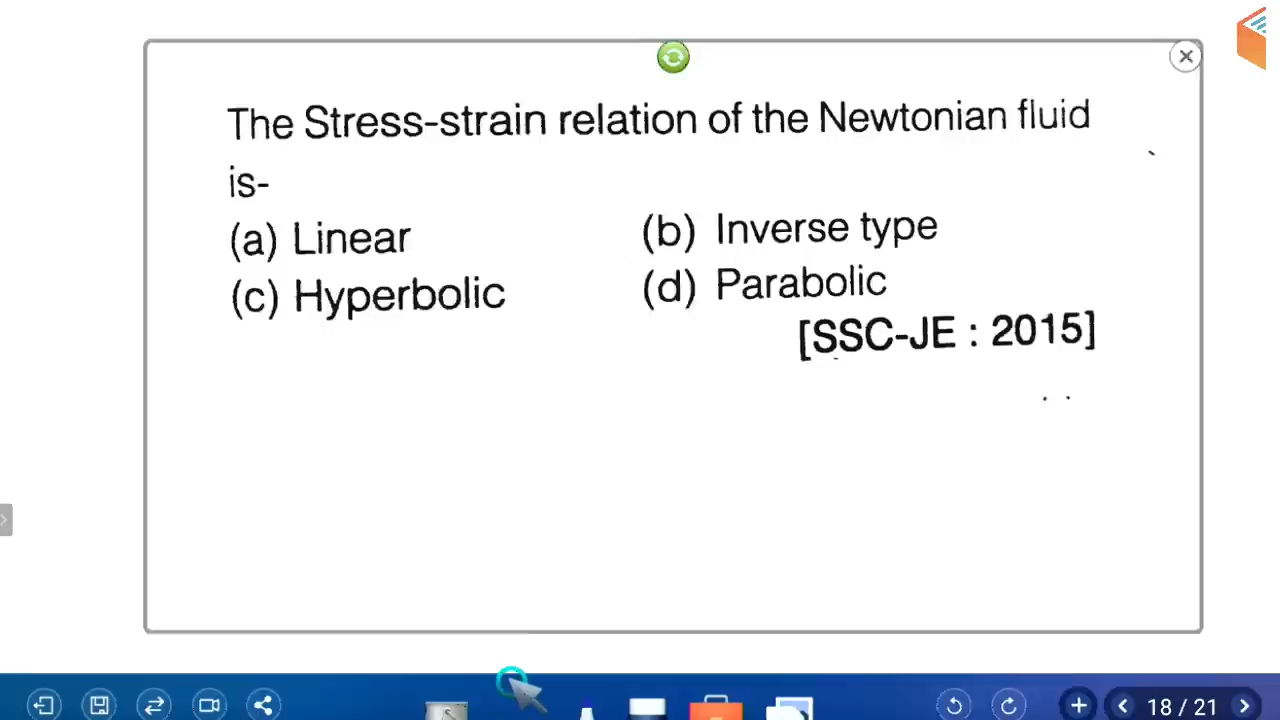 The Stress-strain relation of the Newtonian fluid
is-
(a) Linear (b) Inverse type
(c) Hyperbolic (d) Parabolic
[SSC-JE : 2015]
18 / 21